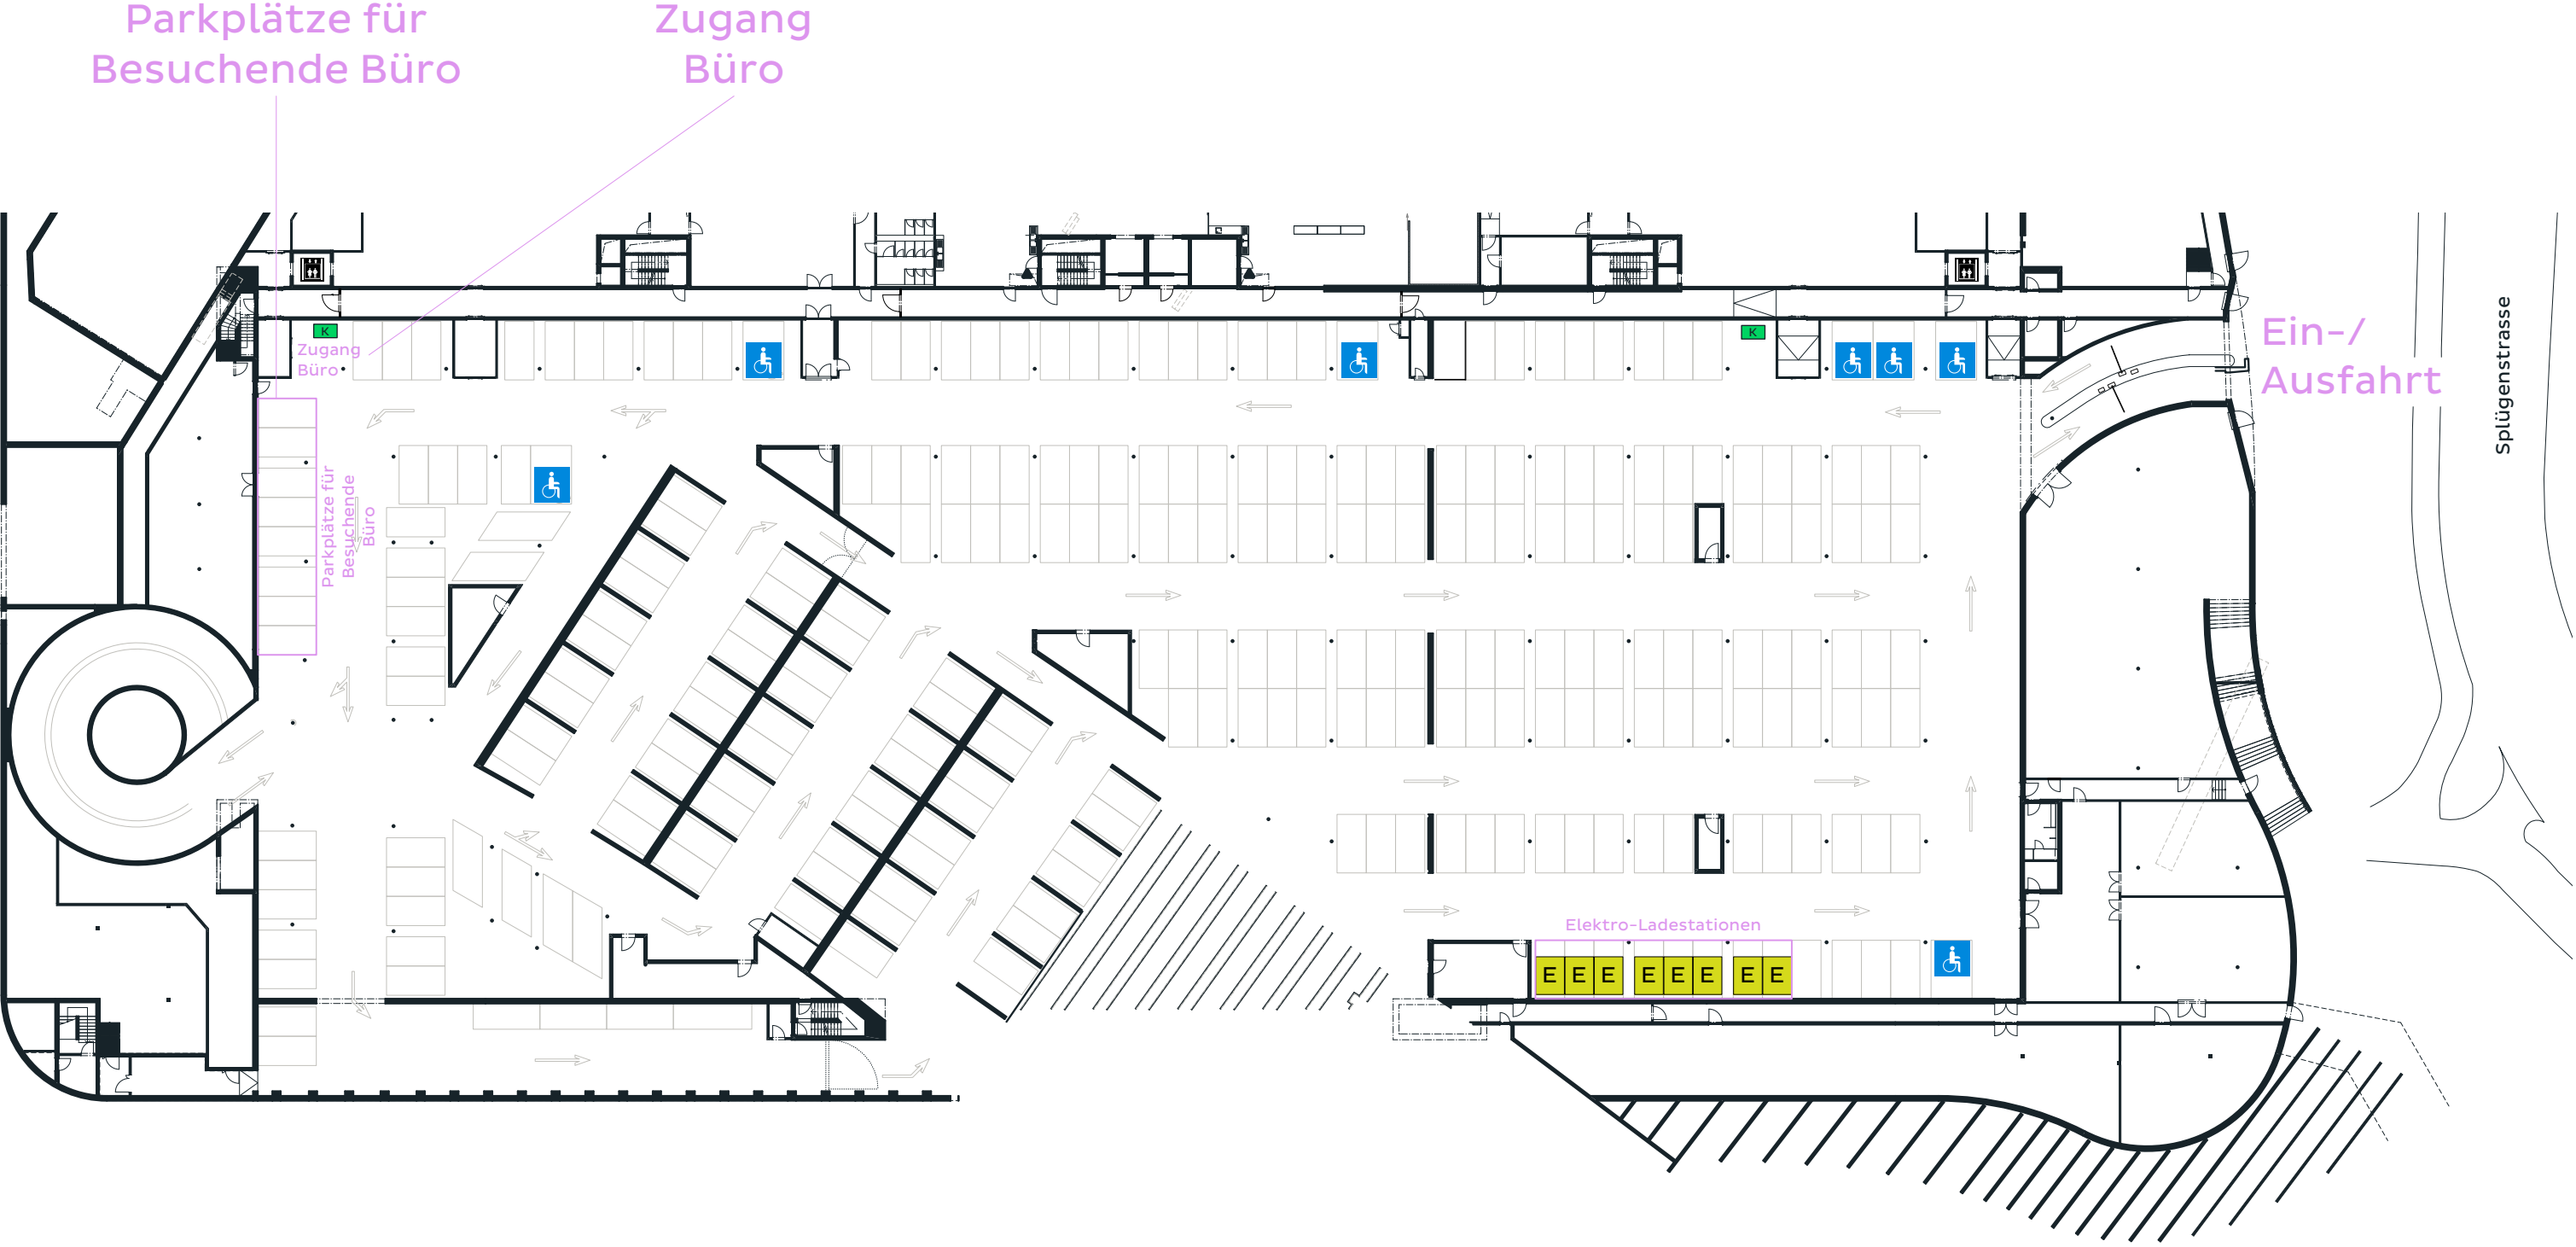 Parkplätze für
Besuchende Büro
Zugang
Büro
K
Zugang
Büro
K
Ein-/
Ausfahrt
Splügenstrasse
Parkplätze für
Besuchende
Büro
Elektro-Ladestationen
E E E E E E E E